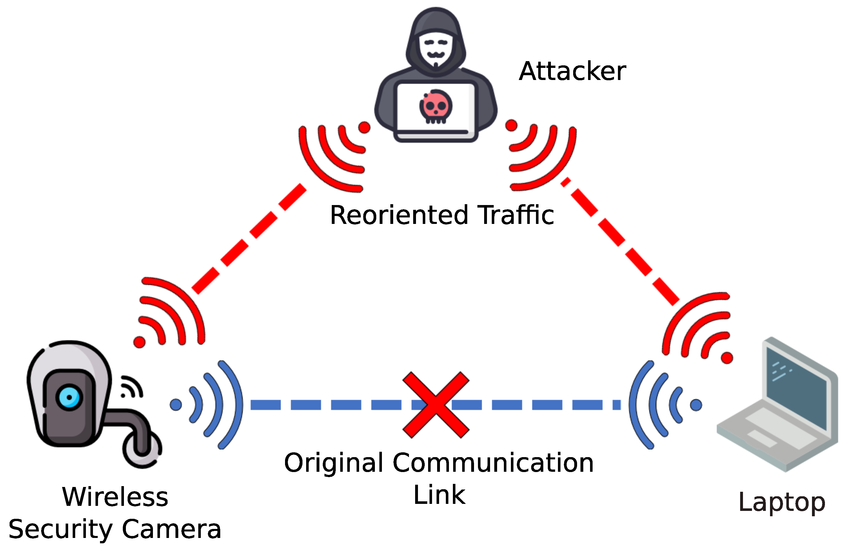 Attacker
Reoriented Traffic
Original Communication
Link
Wireless
Security Camera
Laptop